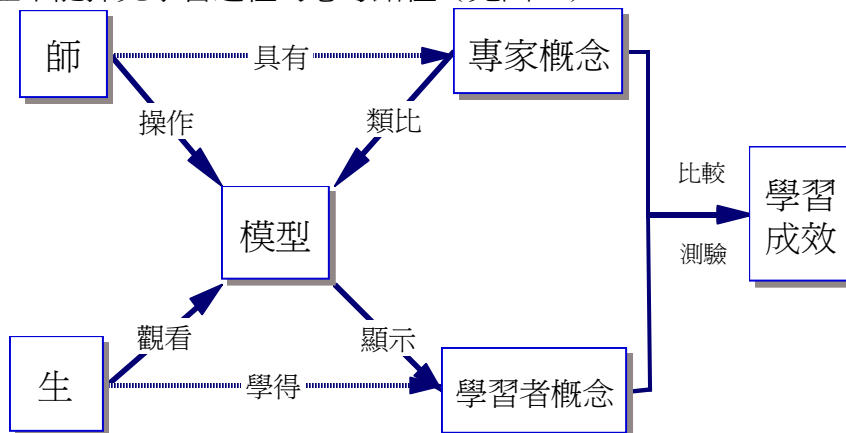 師
具有
專家概念
操作
類比
比較
學習
成效
模型
測驗
觀看
顯示
生
學得
學習者概念